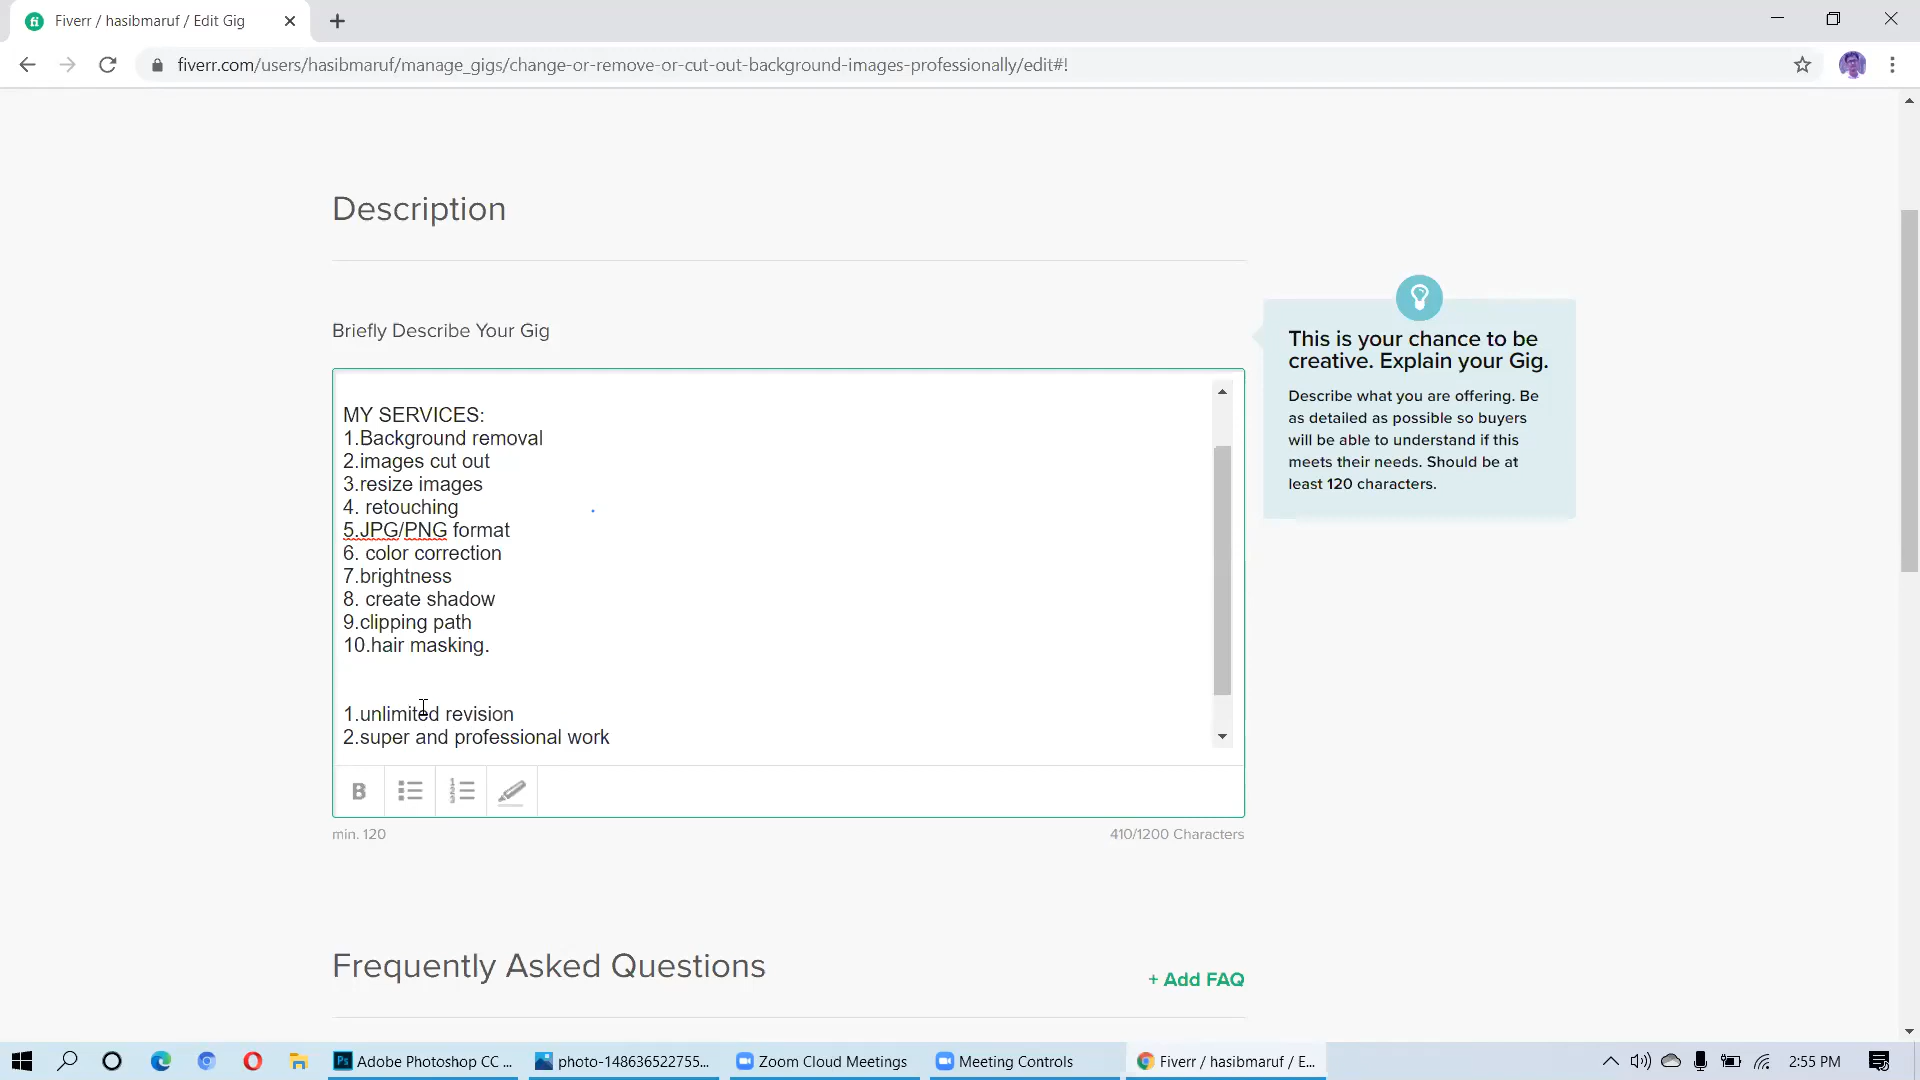 Fiverr / hasibmaruf / Edit Gig
fiverr.com/users/hasibmaruf/manage_gigs/change-or-remove-or-cut-out-background-images-professionally/edit#!
Description
Briefly Describe Your Gig
MY SERVICES:
1.Background removal
2.images cut out
3.resize images
4. retouching
5.JPG/PNG format
6. color correction
7.brightness
8. create shadow
9.clipping path
10.hair masking.
1.unlimited revision
2.super and professional work
B
min. 120
410/1200 Characters
This is your chance to be
creative. Explain your Gig.
Describe what you are offering. Be
as detailed as possible so buyers
will be able to understand if this
meets their needs. Should be at
least 120 characters.
Frequently Asked Questions
+ Add FAQ
Adobe Photoshop CC ...
photo-148636522755...
Zoom Cloud Meetings
Meeting Controls
Fiverr / hasibmaruf / E...
2:55 PM